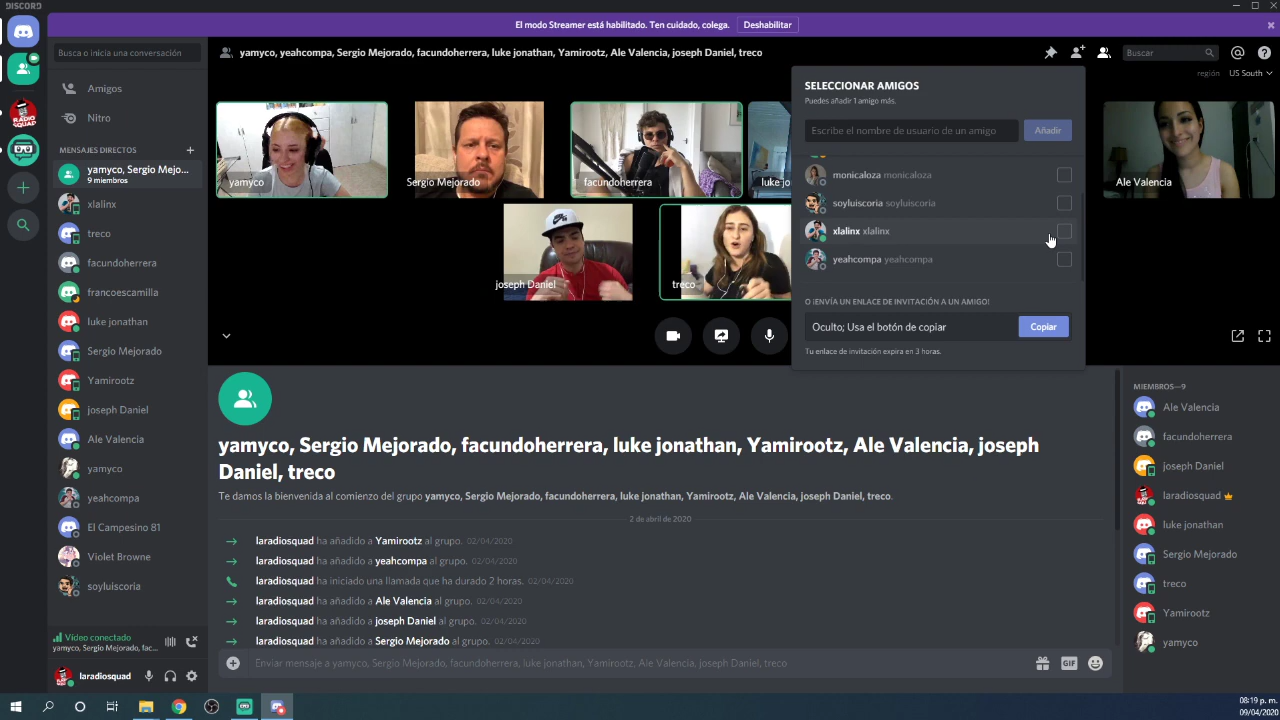 DISCORD
El modo Streamer está habilitado. Ten cuidado, colega.
Deshabilitar
Busca o inicia una conversación
yamyco, yeahcompa, Sergio Mejorado, facundoherrera, luke jonathan, Yamirootz, Ale Valencia, joseph Daniel, treco
Buscar
región US South
Amigos
Nitro
MENSAJES DIRECTOS
yamyco, Sergio Mejo...
9 miembros
xlalinx
treco
facundoherrera
francoescamilla
luke jonathan
Sergio Mejorado
Yamirootz
joseph Daniel
Ale Valencia
yamyco
yeahcompa
El Campesino 81
Violet Browne
soyluiscoria
Vídeo conectado
yamyco, Sergio Mejorado, fac...
laradiosquad
yamyco
Sergio Mejorado
facundoherrera
luke jo
Ale Valencia
joseph Daniel
treco
SELECCIONAR AMIGOS
Puedes añadir 1 amigo más.
Escribe el nombre de usuario de un amigo
Añadir
monicaloza monicaloza
soyluiscoria soyluiscoria
xlalinx xlalinx
yeahcompa yeahcompa
O ¡ENVÍA UN ENLACE DE INVITACIÓN A UN AMIGO!
Oculto; Usa el botón de copiar
Copiar
Tu enlace de invitación expira en 3 horas.
yamyco, Sergio Mejorado, facundoherrera, luke jonathan, Yamirootz, Ale Valencia, joseph
Daniel, treco
Te damos la bienvenida al comienzo del grupo yamyco, Sergio Mejorado, facundoherrera, luke jonathan, Yamirootz, Ale Valencia, joseph Daniel, treco.
2 de abril de 2020
laradiosquad ha añadido a Yamirootz al grupo. 02/04/2020
laradiosquad ha añadido a yeahcompa al grupo. 02/04/2020
laradiosquad ha iniciado una llamada que ha durado 2 horas. 02/04/2020
laradiosquad ha añadido a Ale Valencia al grupo. 02/04/2020
laradiosquad ha añadido a joseph Daniel al grupo. 02/04/2020
laradiosquad ha añadido a Sergio Mejorado al grupo. 02/04/2020
Enviar mensaje a yamyco, Sergio Mejorado, facundoherrera, luke jonathan, Yamirootz, Ale Valencia, joseph Daniel, treco
GIF
MIEMBROS—9
Ale Valencia
facundoherrera
joseph Daniel
laradiosquad
luke jonathan
Sergio Mejorado
treco
Yamirootz
yamyco
08:19 p. m.
09/04/2020